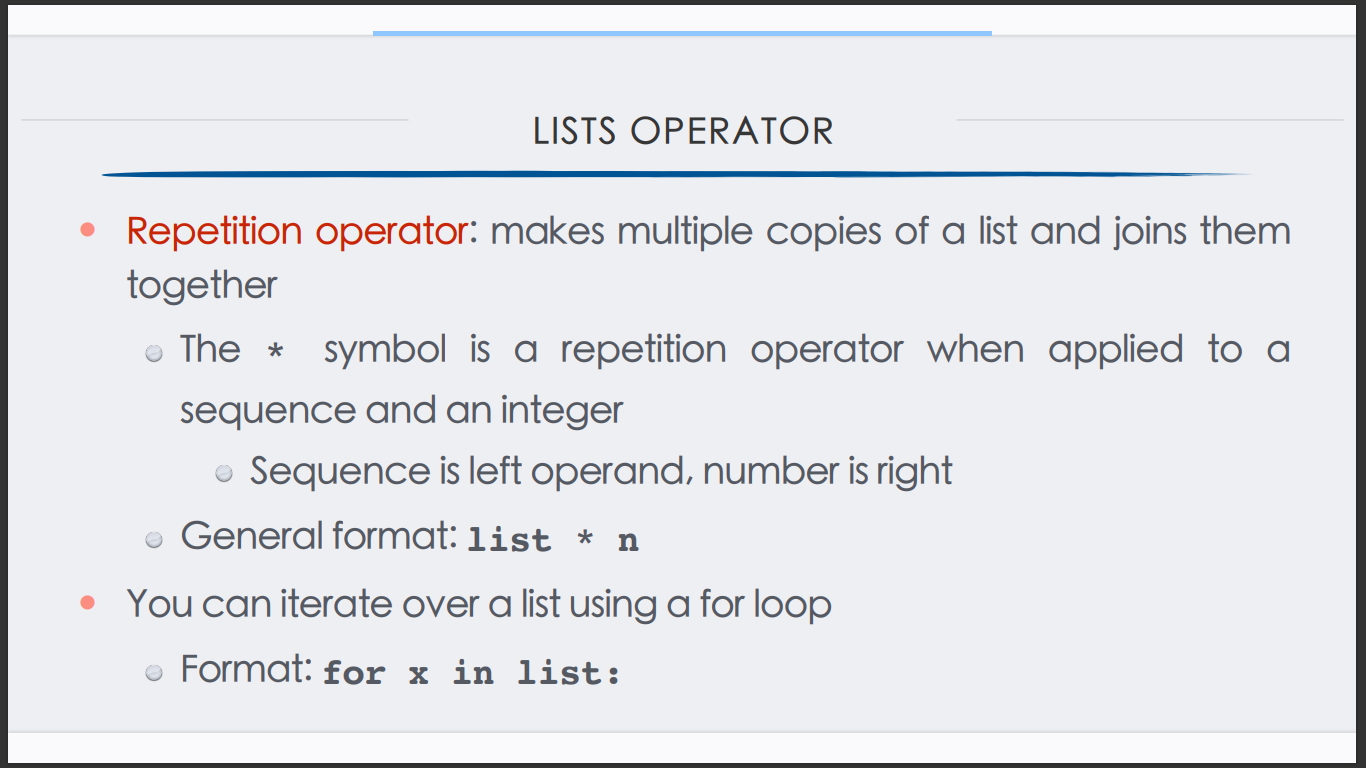 LISTS OPERATOR
Repetition operator: makes multiple copies of a list and joins them
together
The * symbol is a repetition operator when applied to a
sequence and an integer
Sequence is left operand, number is right
General format: list * n
You can iterate over a list using a for loop
Format: for x in list: